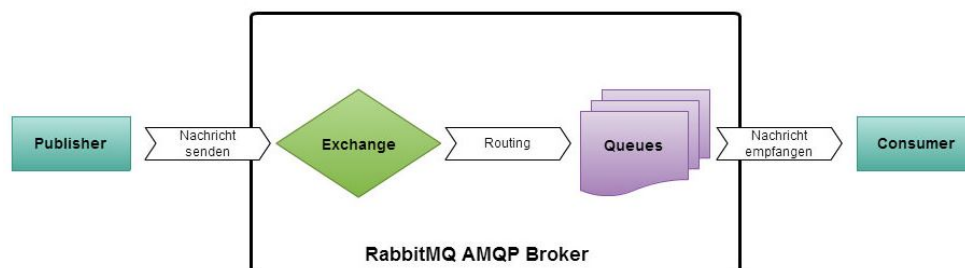 Publisher
Nachricht
senden
Exchange
Routing
Queues
Nachricht
empfangen
Consumer
RabbitMQ AMQP Broker